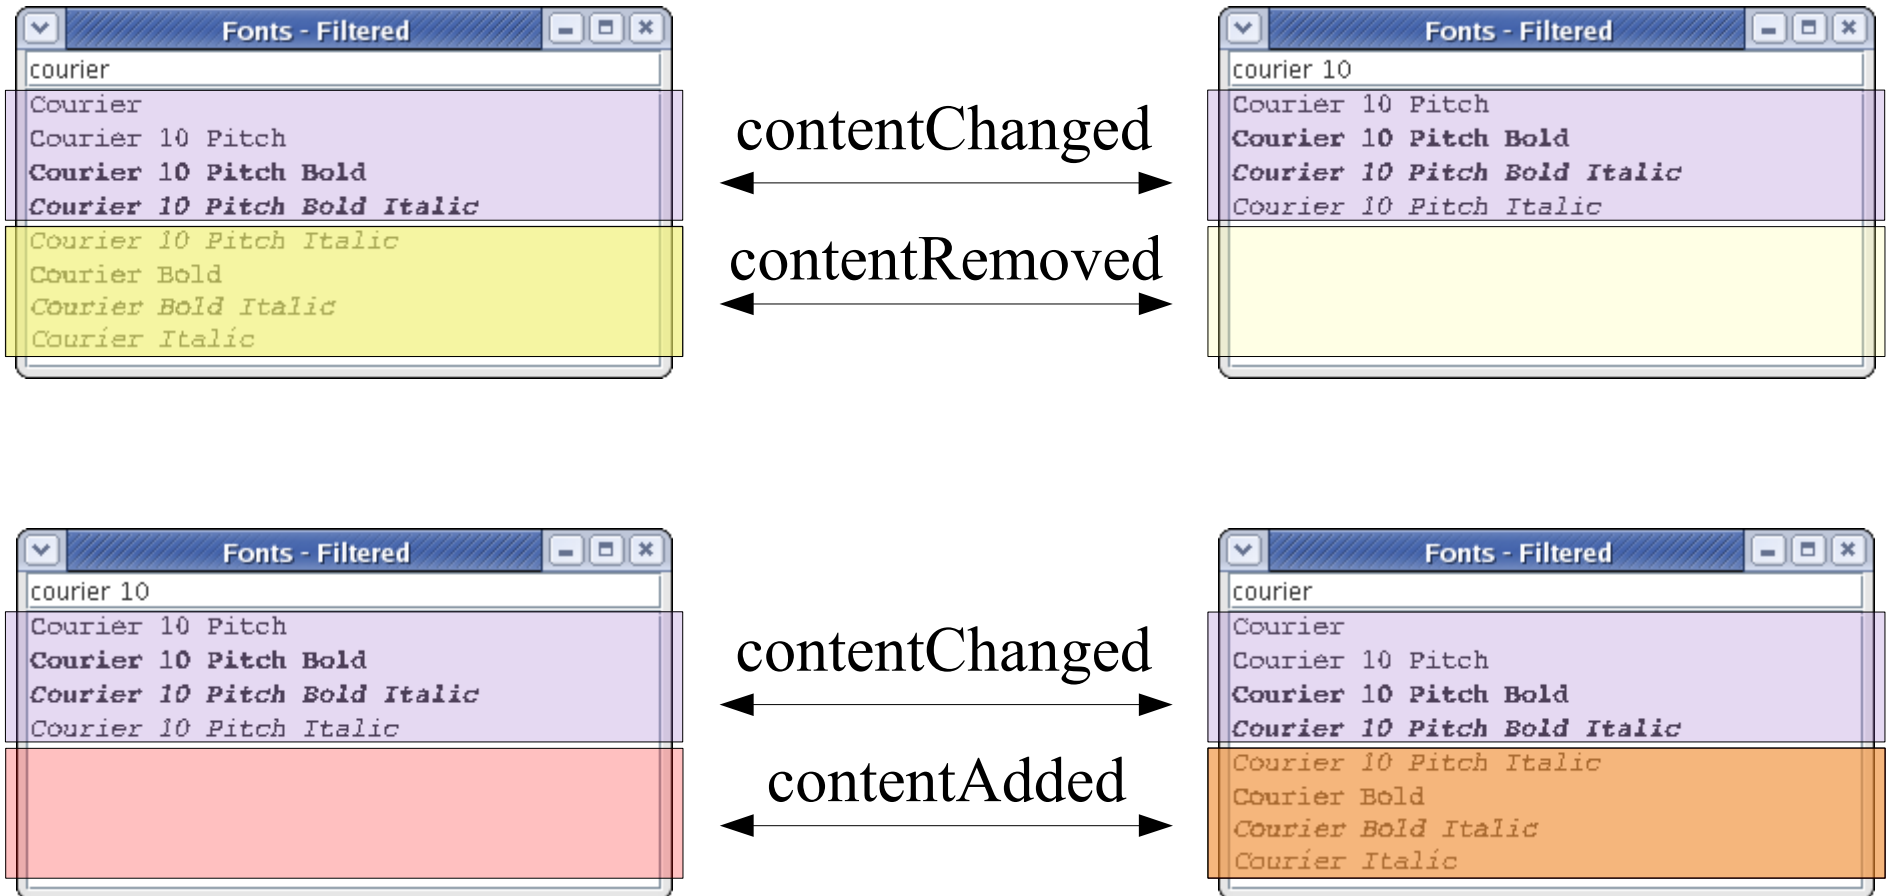 Fonts - Filtered
courier
Courier
Courier 10 Pitch
Courier 10 Pitch Bold
Courier 10 Pitch Bold Italic
Courier 10 Pitch Italic
Courier Bold
Courier Bold Italic
Courier Italic
contentChanged
contentRemoved
Fonts - Filtered
courier 10
Courier 10 Pitch
Courier 10 Pitch Bold
Courier 10 Pitch Bold Italic
Courier 10 Pitch Italic
Fonts - Filtered
courier 10
Courier 10 Pitch
Courier 10 Pitch Bold
Courier 10 Pitch Bold Italic
Courier 10 Pitch Italic
contentChanged
contentAdded
Fonts - Filtered
courier
Courier
Courier 10 Pitch
Courier 10 Pitch Bold
Courier 10 Pitch Bold Italic
Courier 10 Pitch Italic
Courier Bold
Courier Bold Italic
Courier Italic